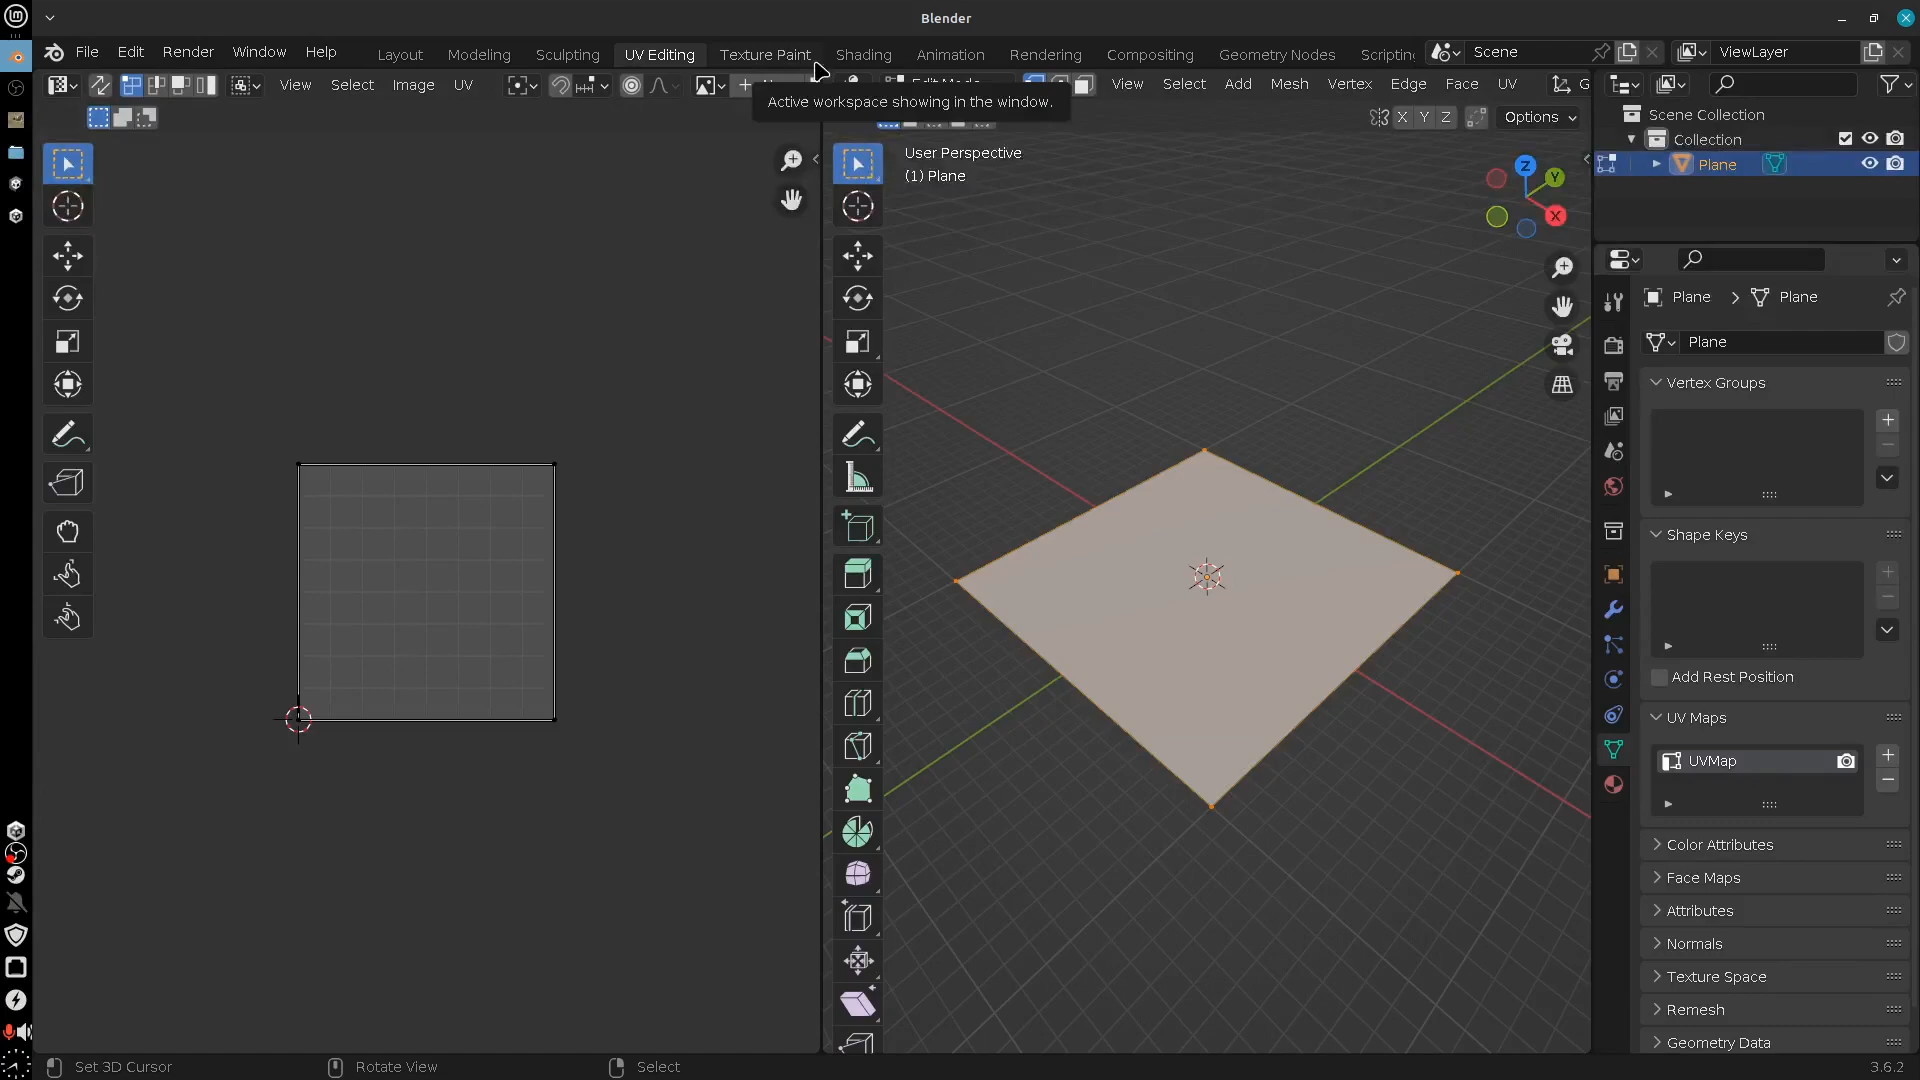 Blender
File Edit Render Window Help Layout Modeling Sculpting UV Editing Texture Paint Shading Animation Rendering Compositing Geometry Nodes Scripting Scene ViewLayer
View Select Image UV Edit Mode View Select Add Mesh Vertex Edge Face UV G
Active workspace showing in the window.
X Y Z Options
Scene Collection
Collection
Plane
User Perspective
(1) Plane
Z
Y
X
Plane > Plane
Plane
Vertex Groups
Shape Keys
Add Rest Position
UV Maps
UVMap
Color Attributes
Face Maps
Attributes
Normals
Texture Space
Remesh
Geometry Data
Set 3D Cursor Rotate View Select 3.6.2